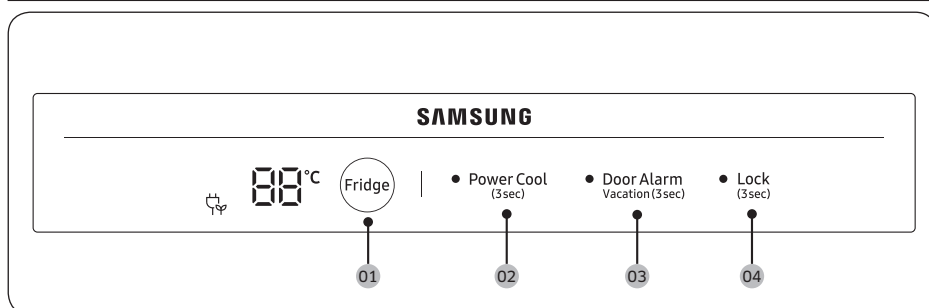 SAMSUNG
88°C Fridge Power Cool Door Alarm Lock
(3sec) Vacation(3sec) (3sec)
01 02 03 04